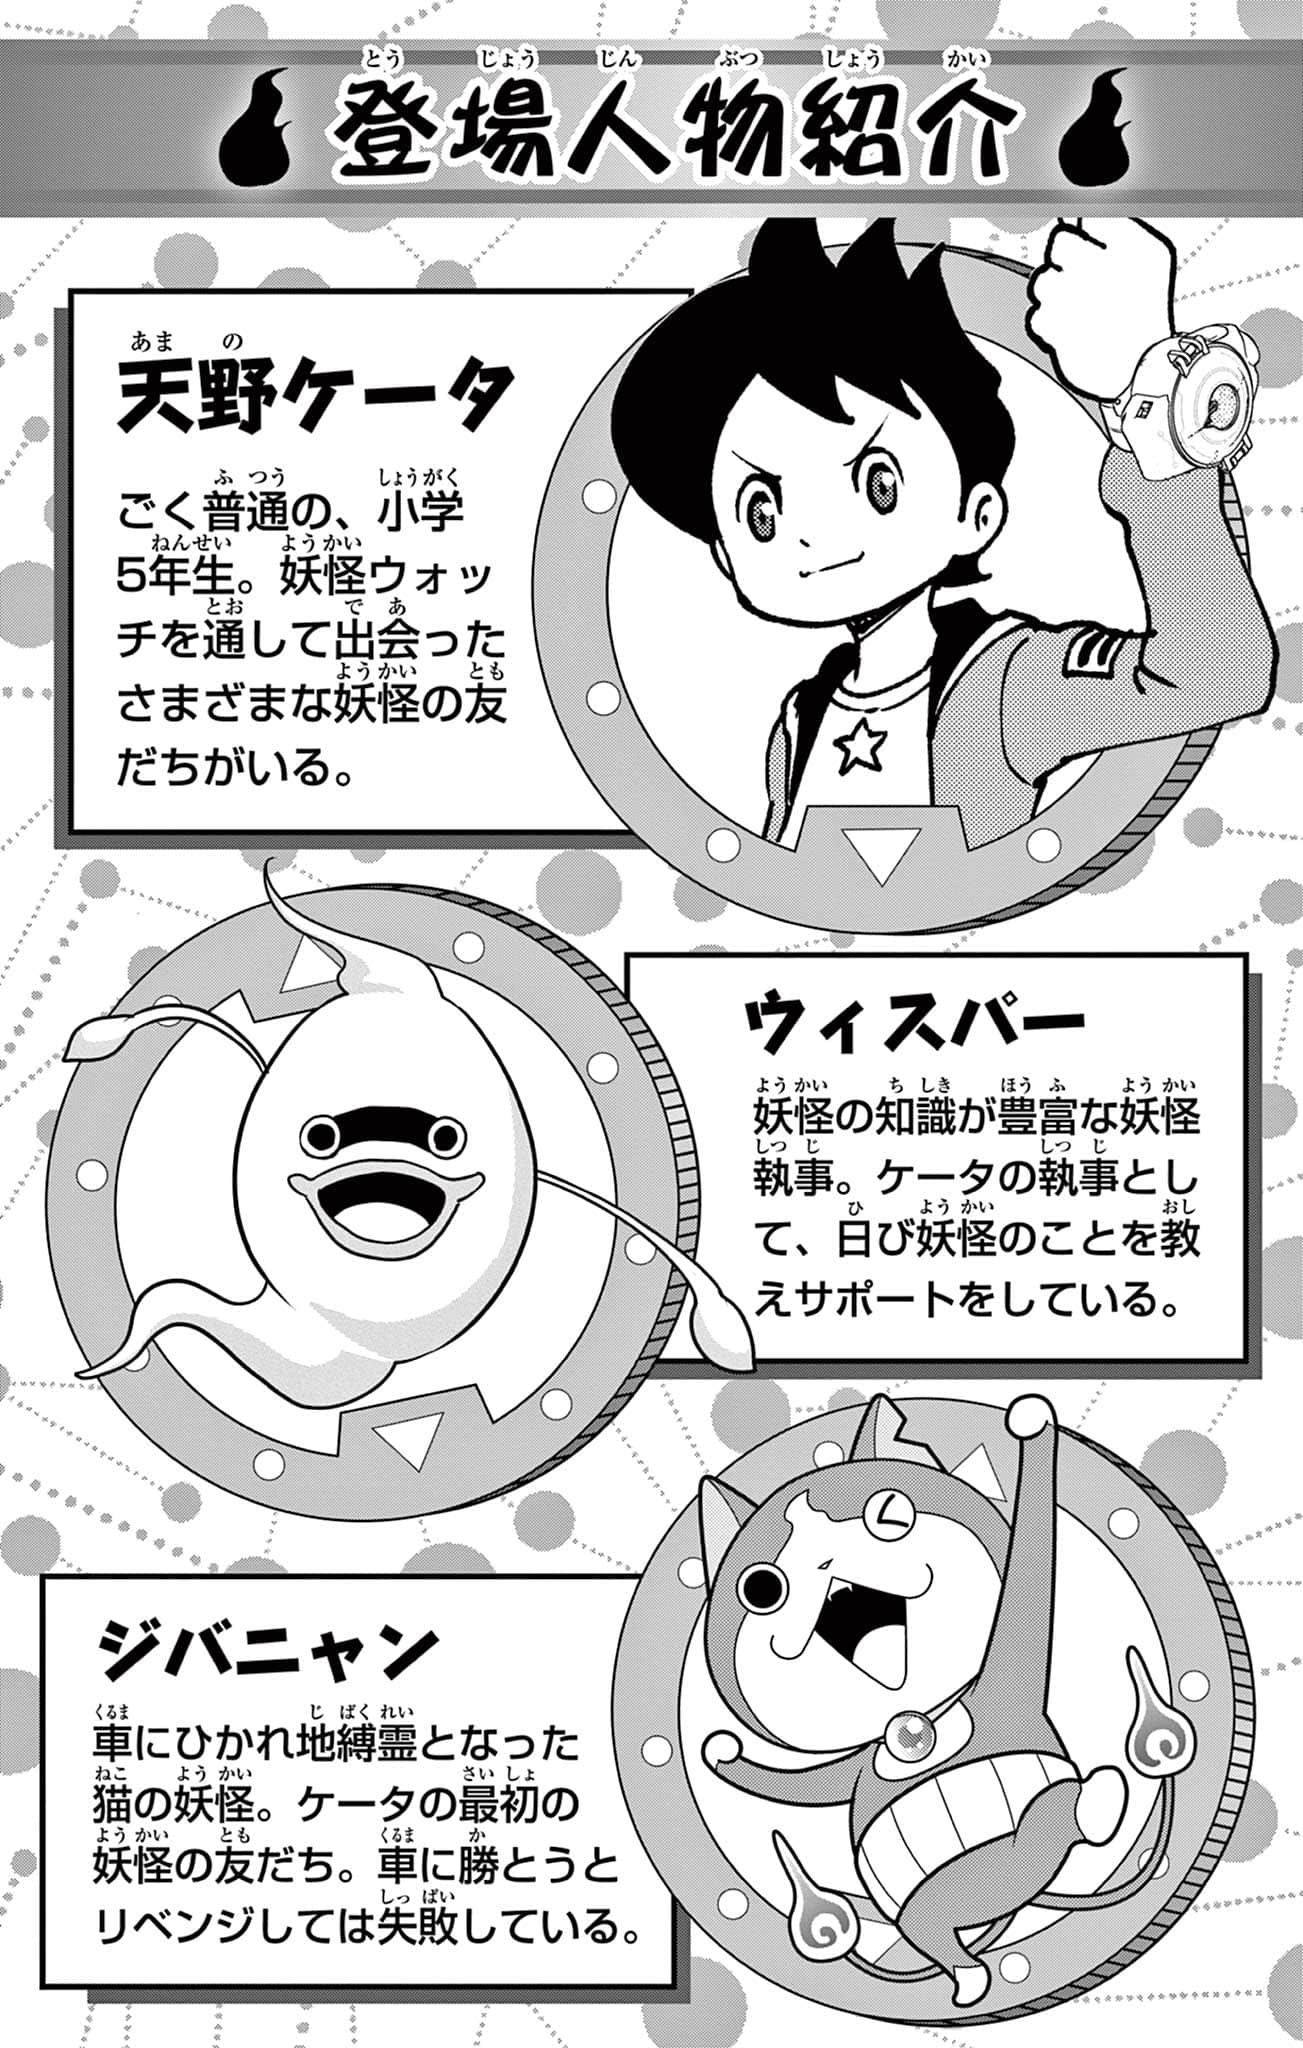 登場人物紹介
天野ケータ
ごく普通の、小学
5年生。妖怪ウォッ
チを通して出会った
さまざまな妖怪の友
だちがいる。
ウィスパー
妖怪の知識が豊富な妖怪
執事。ケータの執事とし
て、日び妖怪のことを教
えサポートをしている。
く
ジバニャン
車にひかれ地縛霊となった
猫の妖怪。ケータの最初の
妖怪の友だち。車に勝とうと
リベンジしては失敗している。